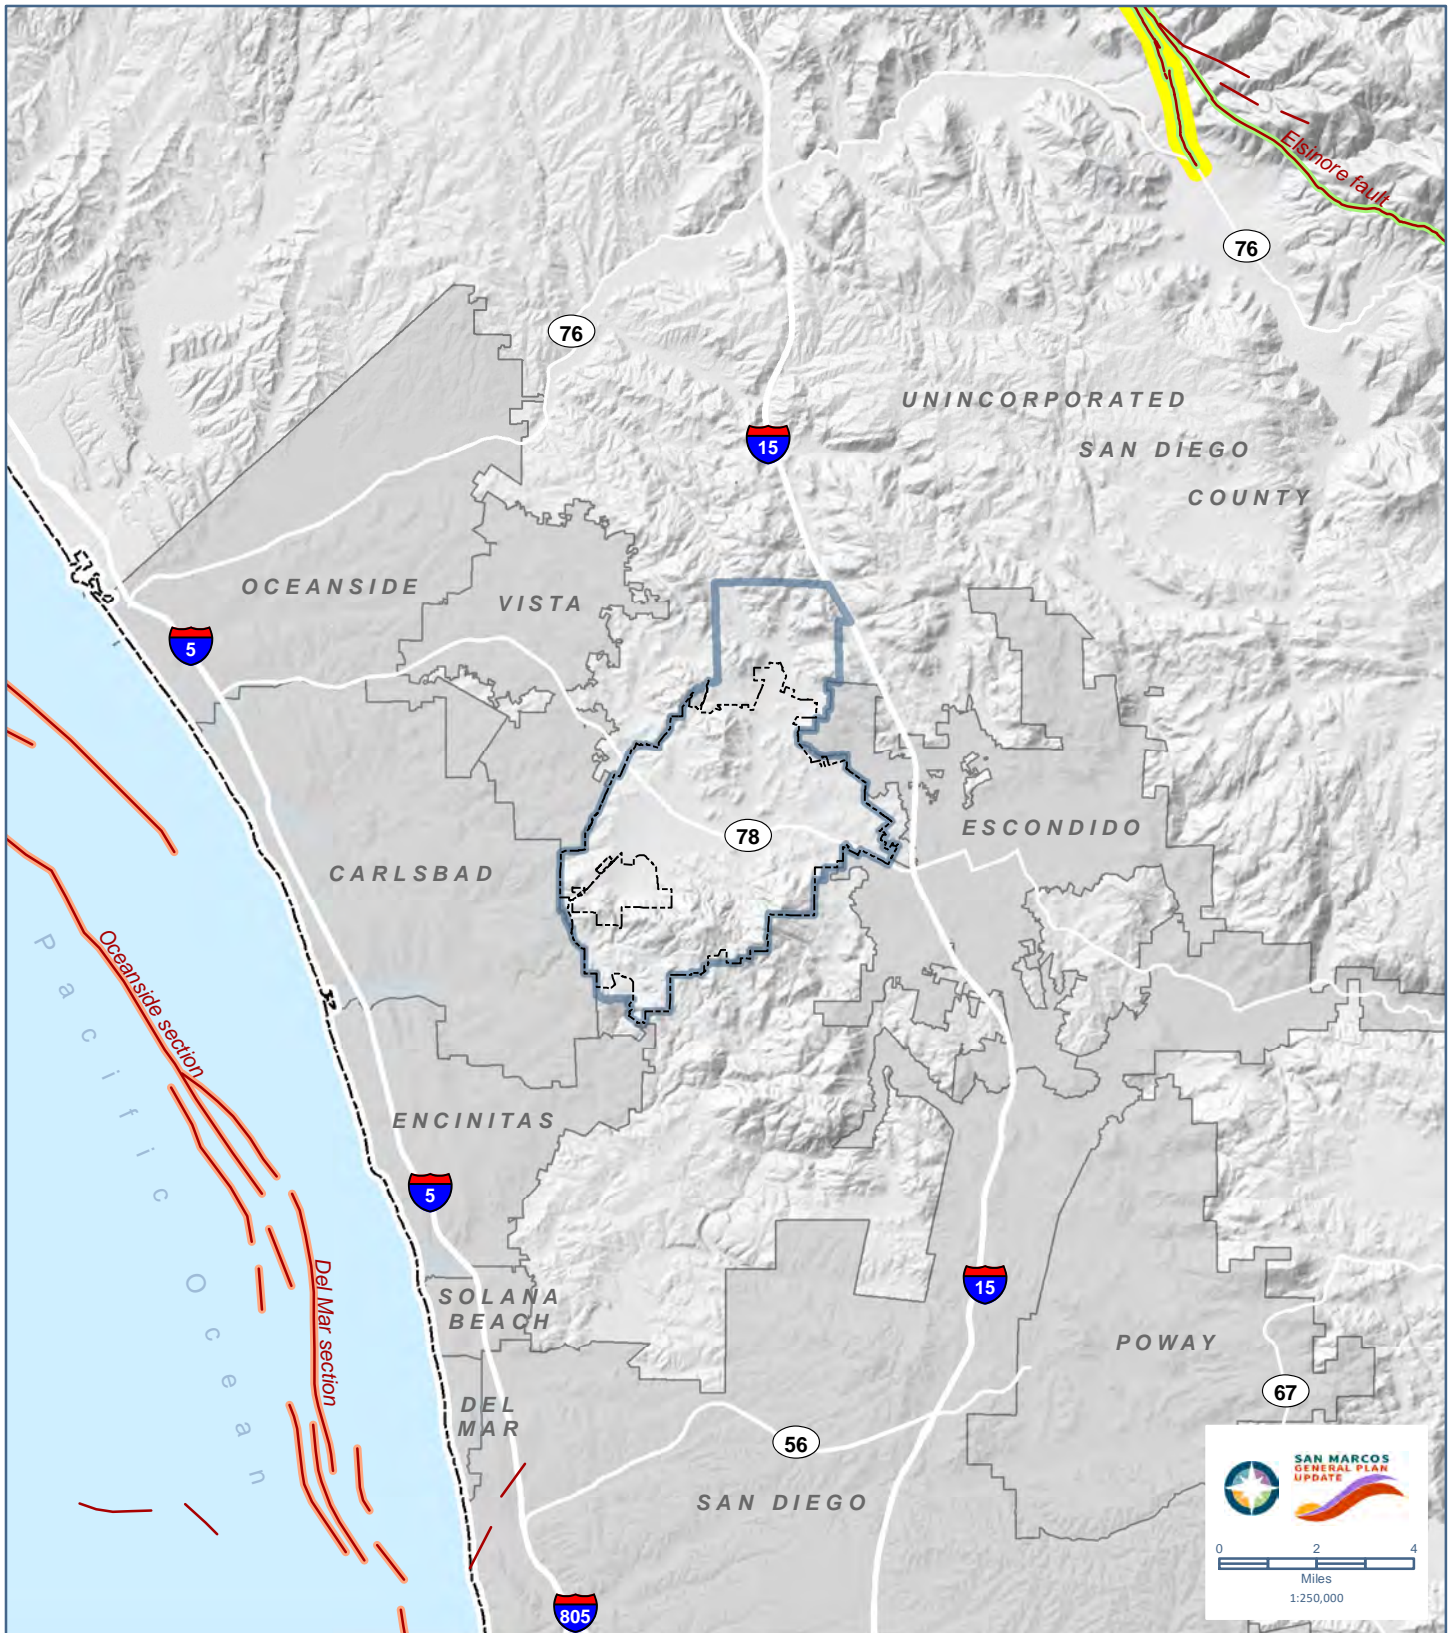 Elsinore fault
76
76
UNINCORPORATED
SAN DIEGO
COUNTY
15
OCEANSIDE
VISTA
5
78
ESCONDIDO
CARLSBAD
Oceanside section
Pacific Ocean
ENCINITAS
5
Del Mar section
SOLANA
BEACH
15
POWAY
67
DEL
MAR
56
SAN DIEGO
805
SAN MARCOS
GENERAL PLAN
UPDATE
0 2 4
Miles
1:250,000